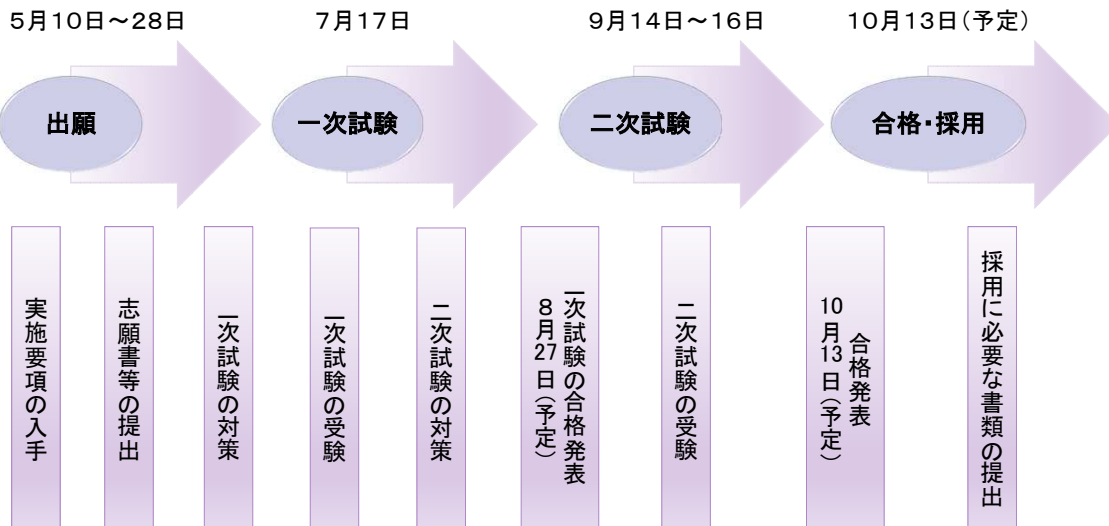 5月10日～28日
7月17日
9月14日～16日
10月13日(予定)
出願
一次試験
二次試験
合格・採用
実施要項の入手
志願書等の提出
一次試験の対策
一次試験の受験
二次試験の対策
一次試験の合格発表
8月27日(予定)
二次試験の受験
合格発表
10月13日(予定)
採用に必要な書類の提出